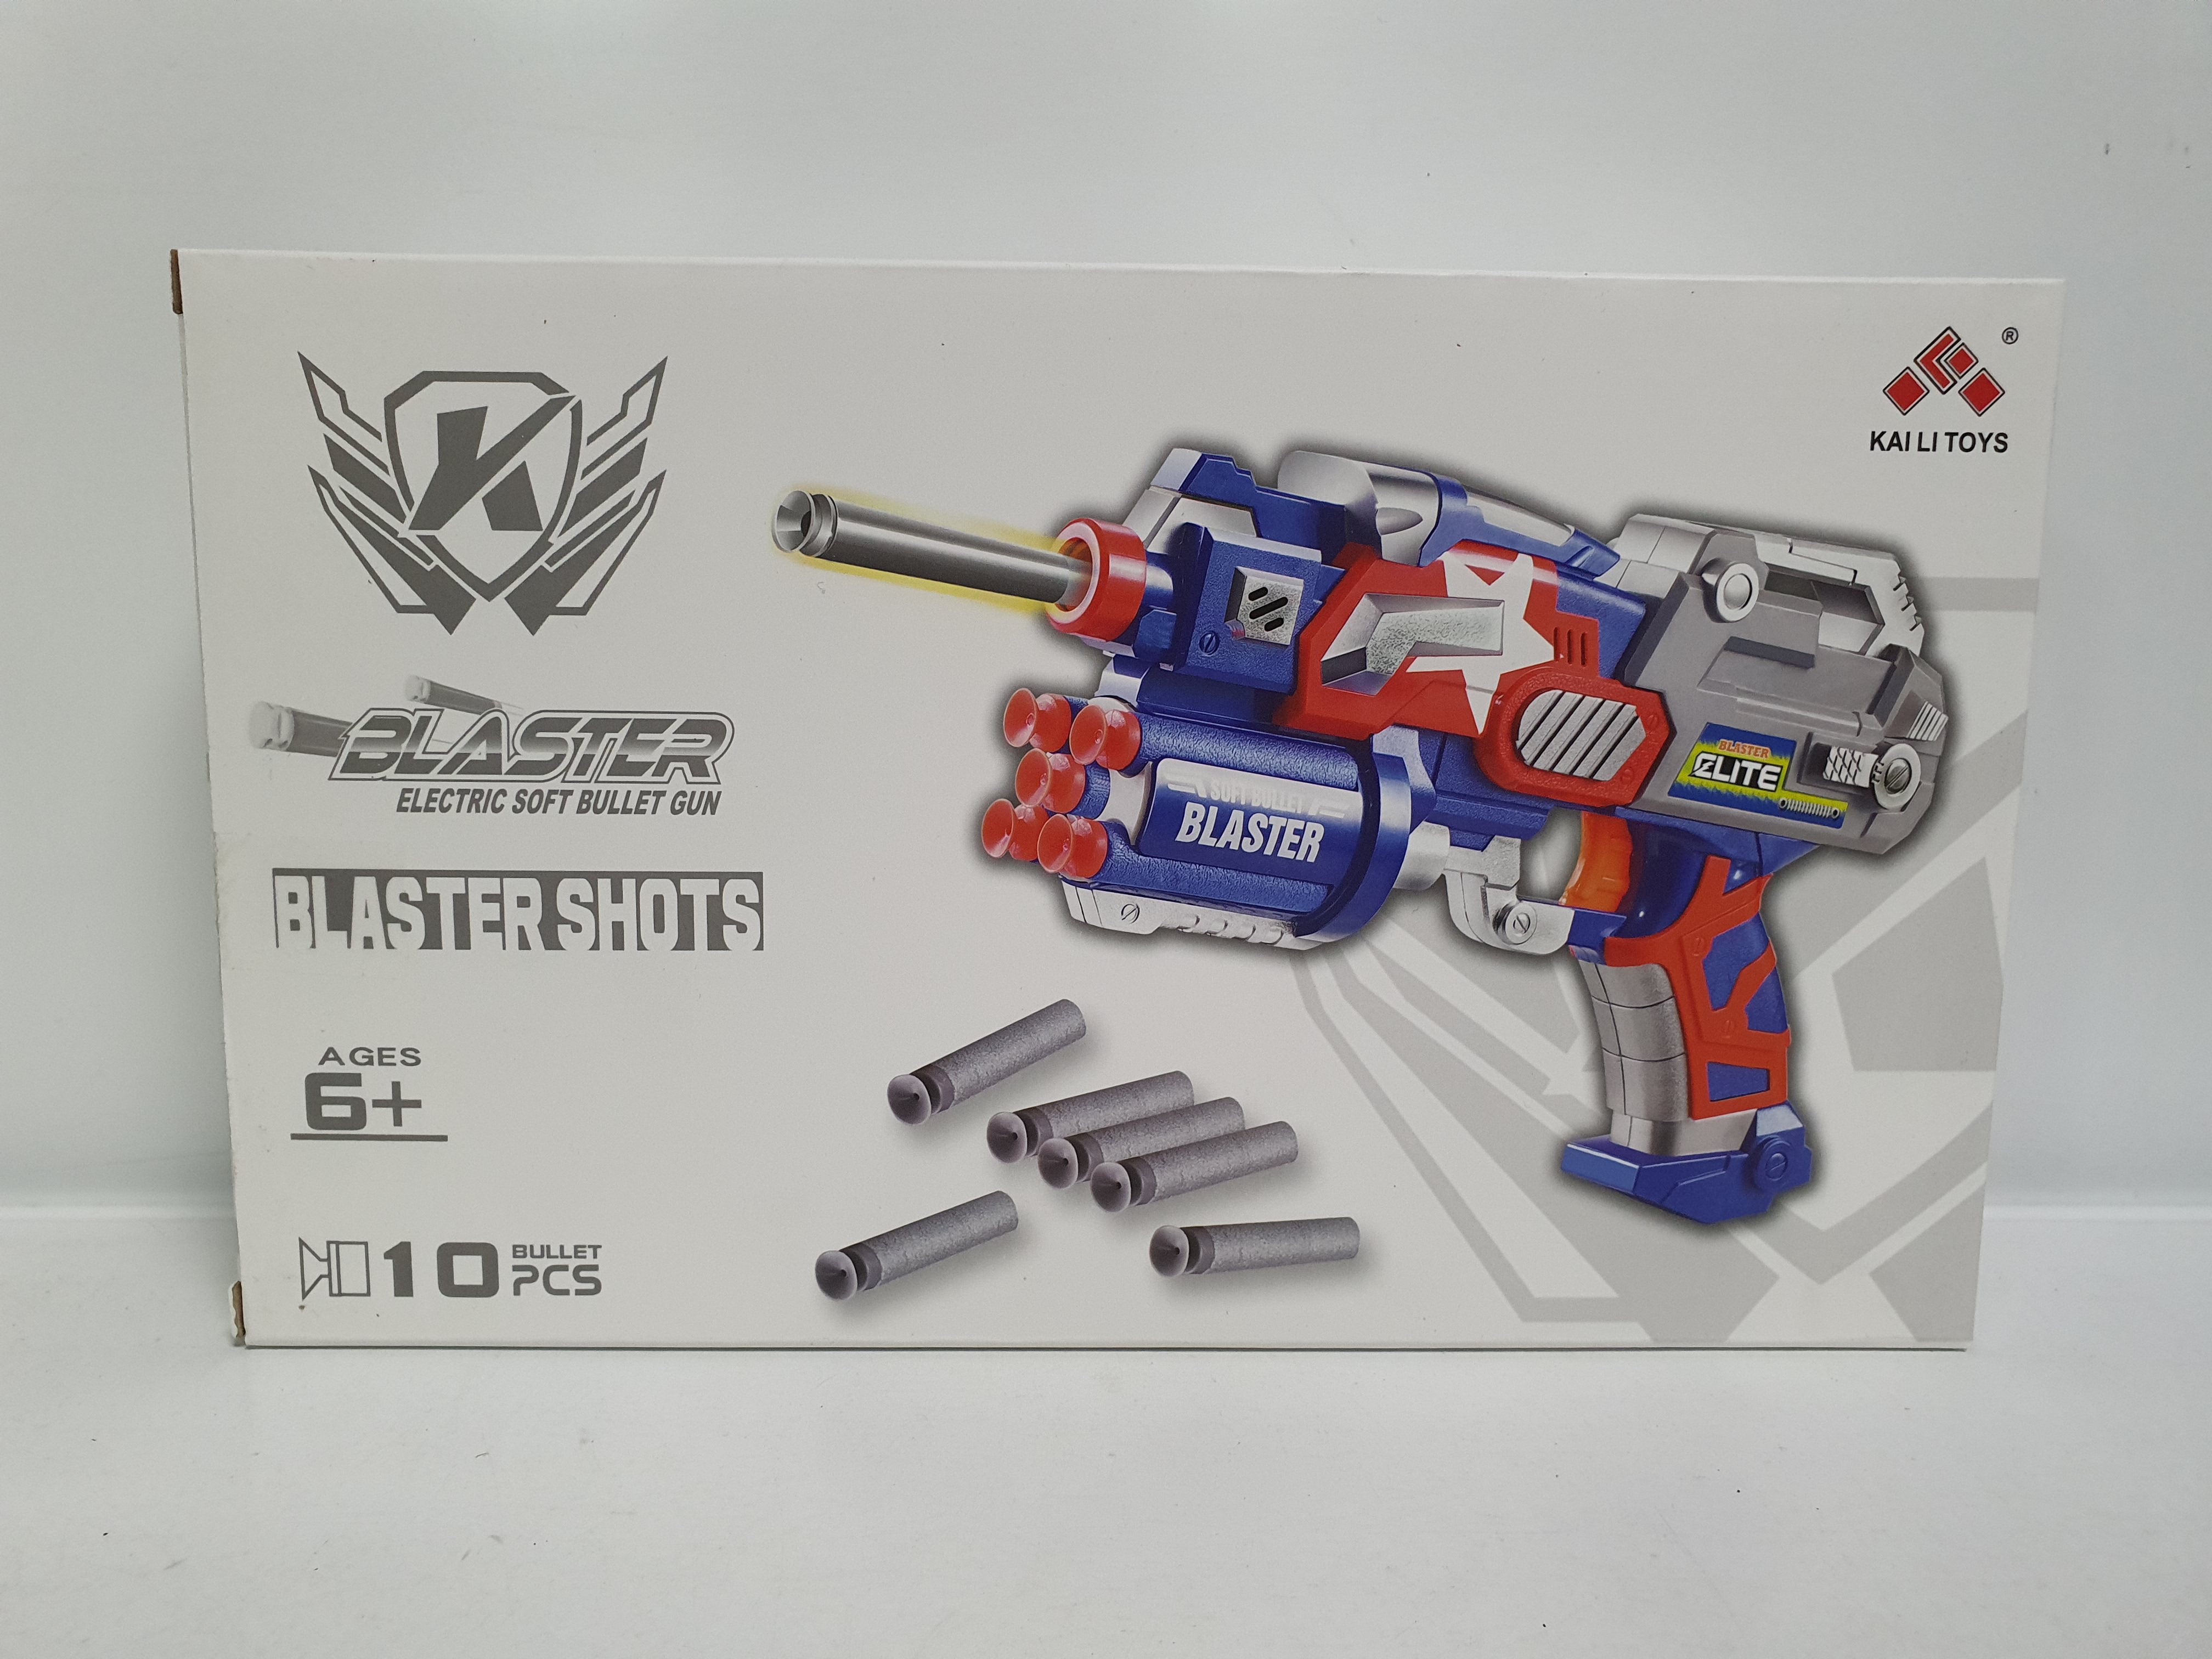 K
®
KAI LI TOYS
BLASTER
ELECTRIC SOFT BULLET GUN
BLASTER SHOTS
BLASTER
ELITE
SOFT BULLET
BLASTER
AGES
6+
10 BULLET
PCS